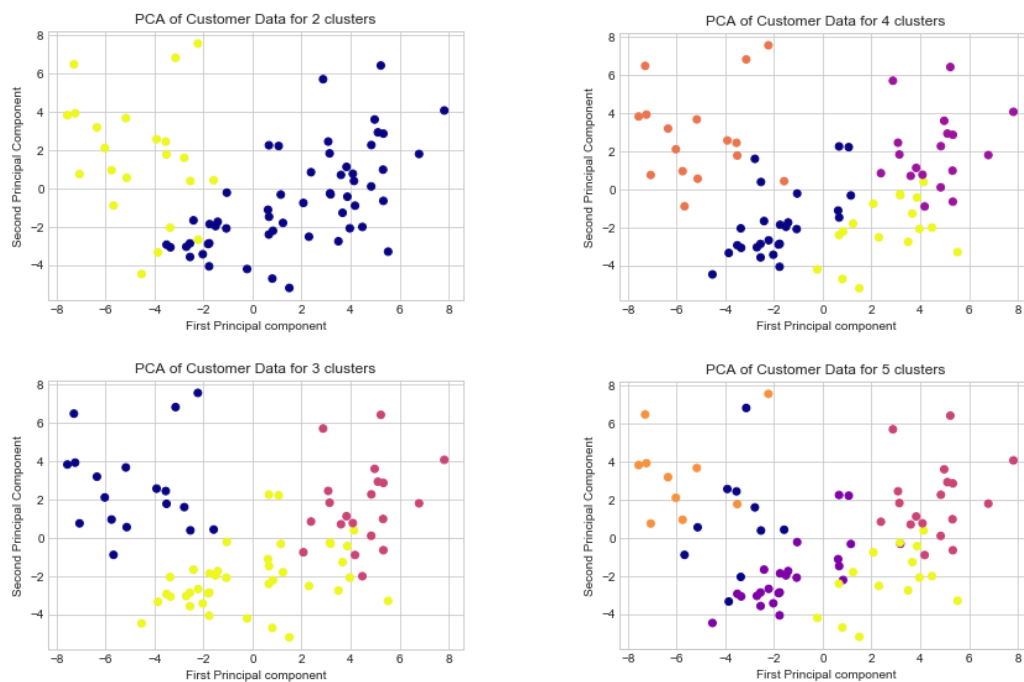 PCA of Customer Data for 2 clusters
8
6
4
2
0
−2
−4
Second Principal Component
−8 −6 −4 −2 0 2 4 6 8
First Principal component
PCA of Customer Data for 4 clusters
8
6
4
2
0
−2
−4
Second Principal Component
−8 −6 −4 −2 0 2 4 6 8
First Principal component
PCA of Customer Data for 3 clusters
8
6
4
2
0
−2
−4
Second Principal Component
−8 −6 −4 −2 0 2 4 6 8
First Principal component
PCA of Customer Data for 5 clusters
8
6
4
2
0
−2
−4
Second Principal Component
−8 −6 −4 −2 0 2 4 6 8
First Principal component